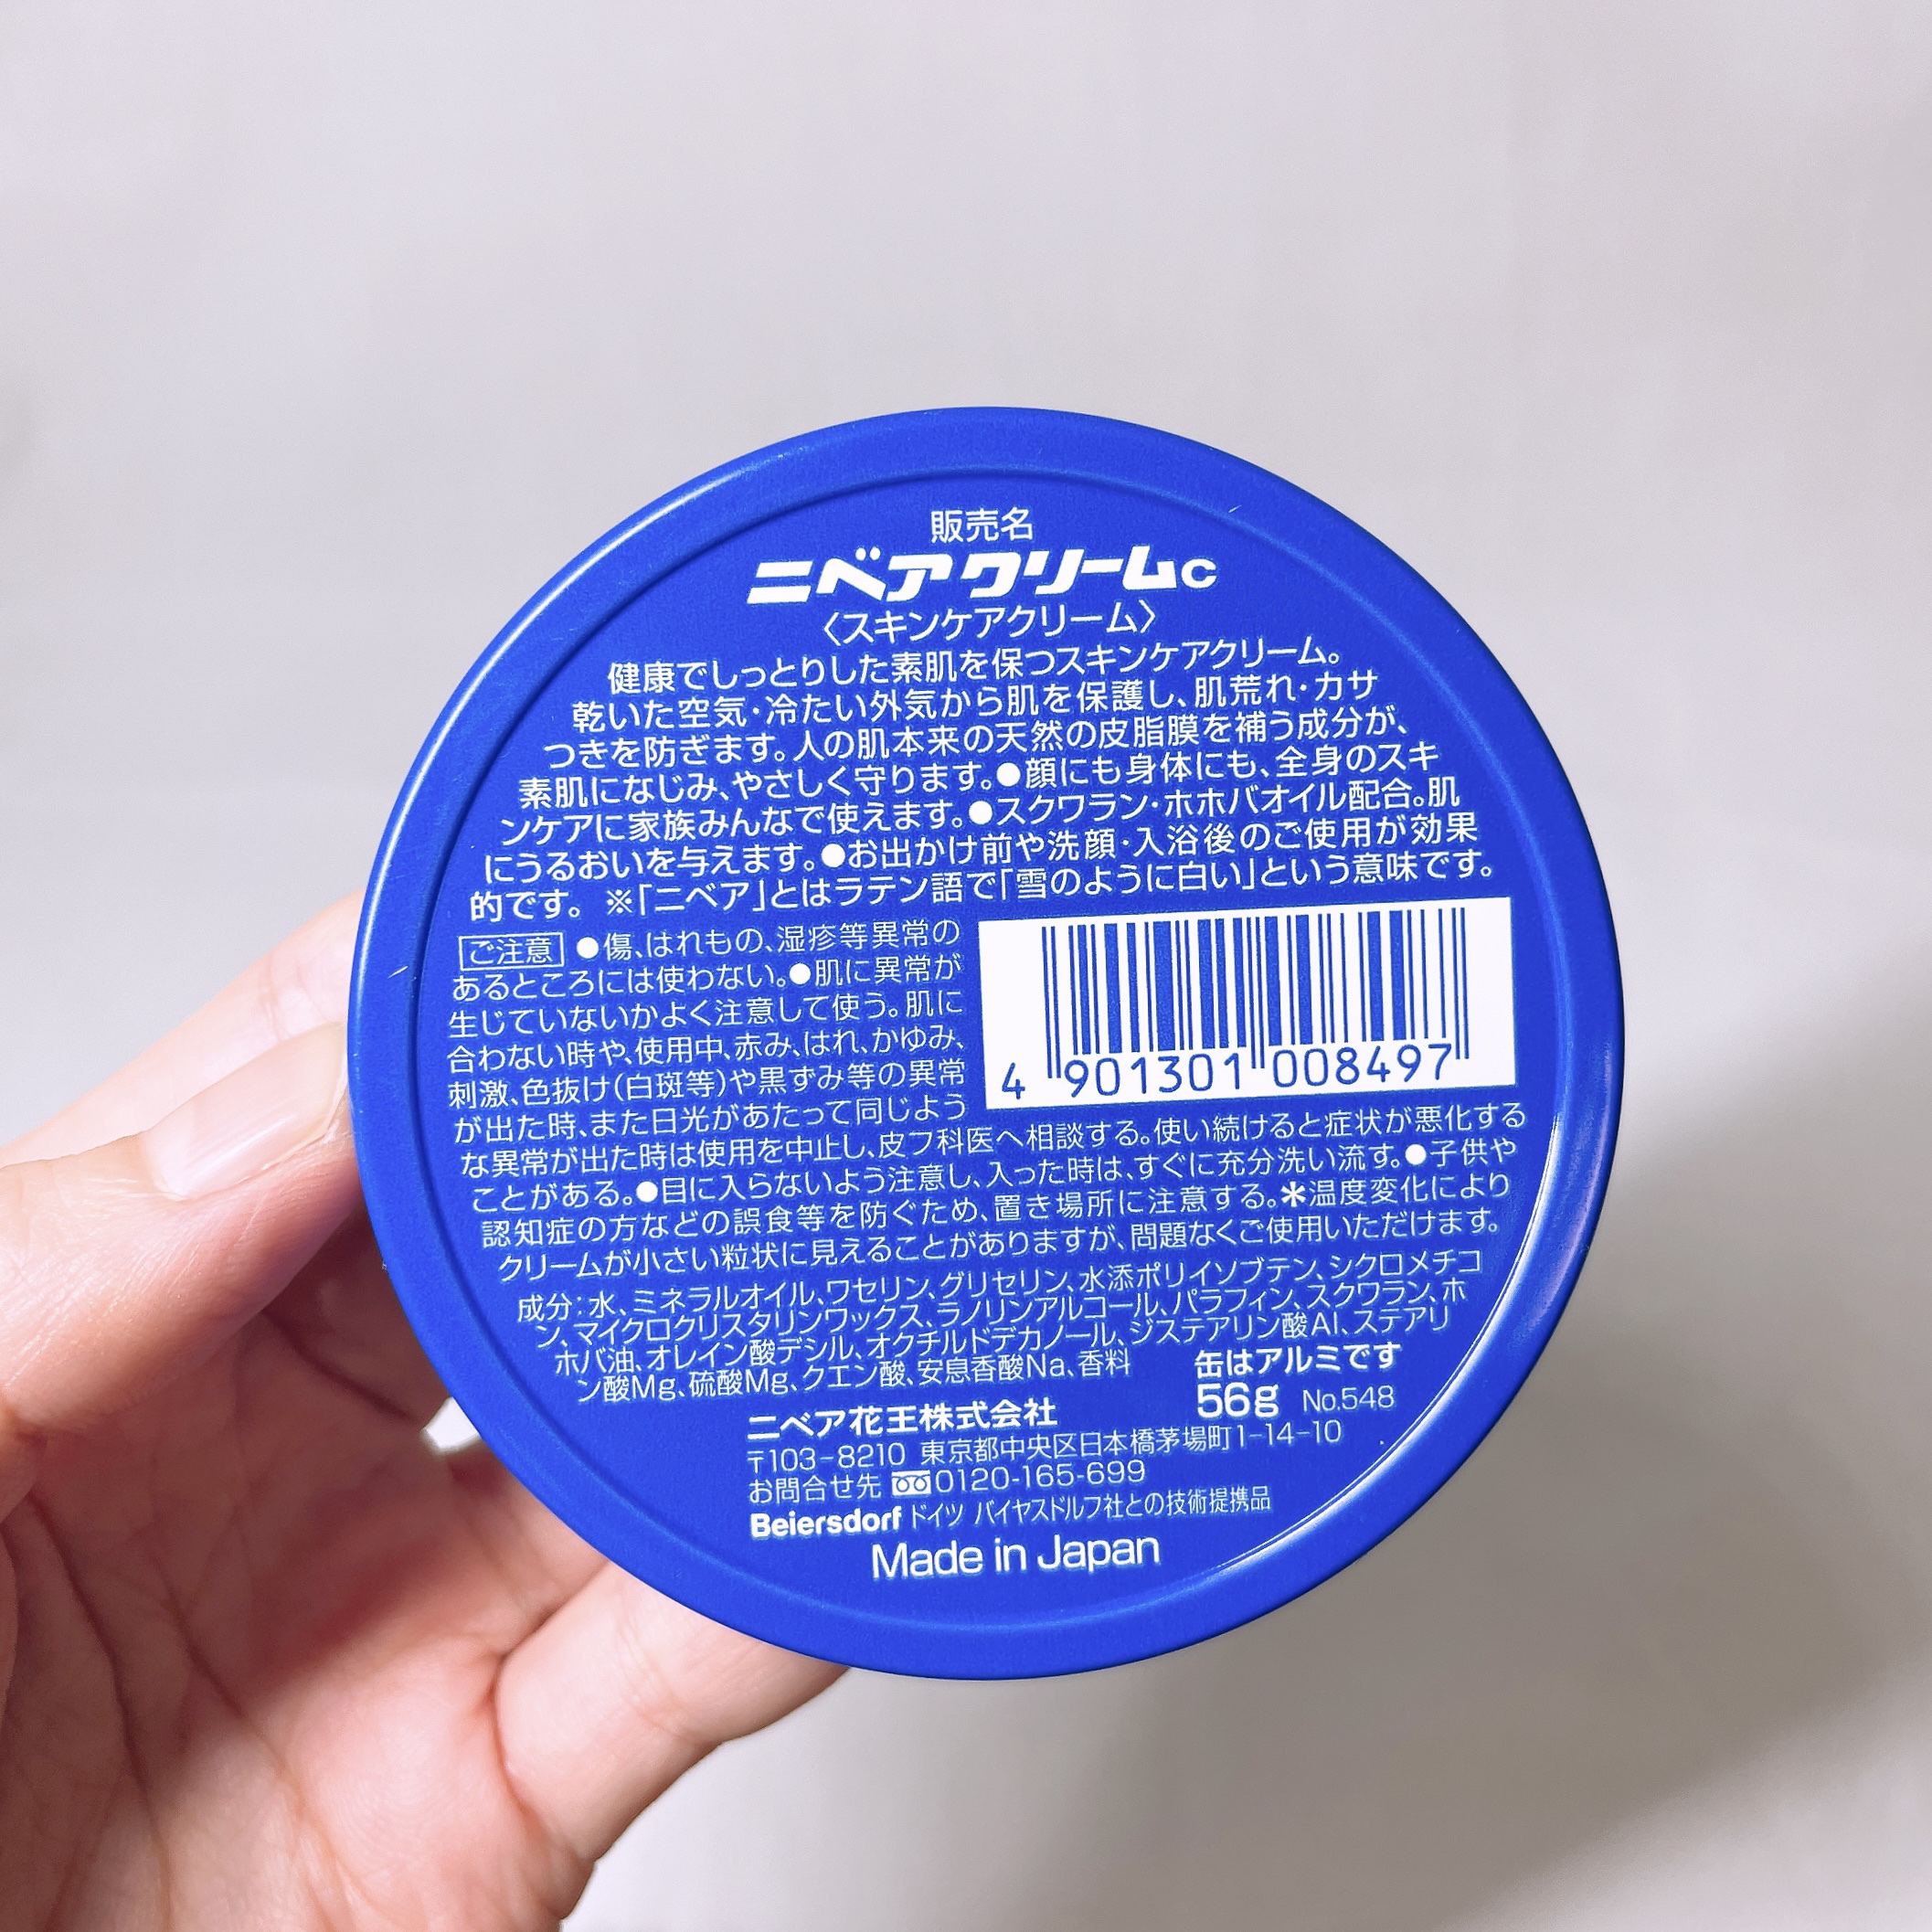 販売名
ニベアクリームc
〈スキンケアクリーム〉
健康でしっとりした素肌を保つスキンケアクリーム。
乾いた空気・冷たい外気から肌を保護し、肌荒れ・カサ
つきを防ぎます。人の肌本来の天然の皮脂膜を補う成分が、
素肌になじみ、やさしく守ります。●顔にも身体にも、全身のスキ
ンケアに家族みんなで使えます。●スクワラン・ホホバオイル配合。肌
にうるおいを与えます。●お出かけ前や洗顔・入浴後のご使用が効果
的です。※「ニベア」とはラテン語で「雪のように白い」という意味です。
ご注意 ●傷、はれもの、湿疹等異常の
あるところには使わない。●肌に異常が
生じていないかよく注意して使う。肌に
合わない時や、使用中、赤み、はれ、かゆみ、
刺激、色抜け(白斑等)や黒ずみ等の異常
が出た時、また日光があたって同じよう
な異常が出た時は使用を中止し、皮フ科医へ相談する。使い続けると症状が悪化する
ことがある。●目に入らないよう注意し、入った時は、すぐに充分洗い流す。●子供や
認知症の方などの誤食等を防ぐため、置き場所に注意する。＊温度変化により
クリームが小さい粒状に見えることがありますが、問題なくご使用いただけます。
4 901301 008497
成分：水、ミネラルオイル、ワセリン、グリセリン、水添ポリイソブテン、シクロメチコ
ン、マイクロクリスタリンワックス、ラノリンアルコール、パラフィン、スクワラン、ホ
ホバ油、オレイン酸デシル、オクチルドデカノール、ジステアリン酸Al、ステアリ
ン酸Mg、硫酸Mg、クエン酸、安息香酸Na、香料
缶はアルミです
56g No.548
ニベア花王株式会社
〒103-8210 東京都中央区日本橋茅場町1-14-10
お問合せ先 0120-165-699
Beiersdorf ドイツ バイヤスドルフ社との技術提携品
Made in Japan